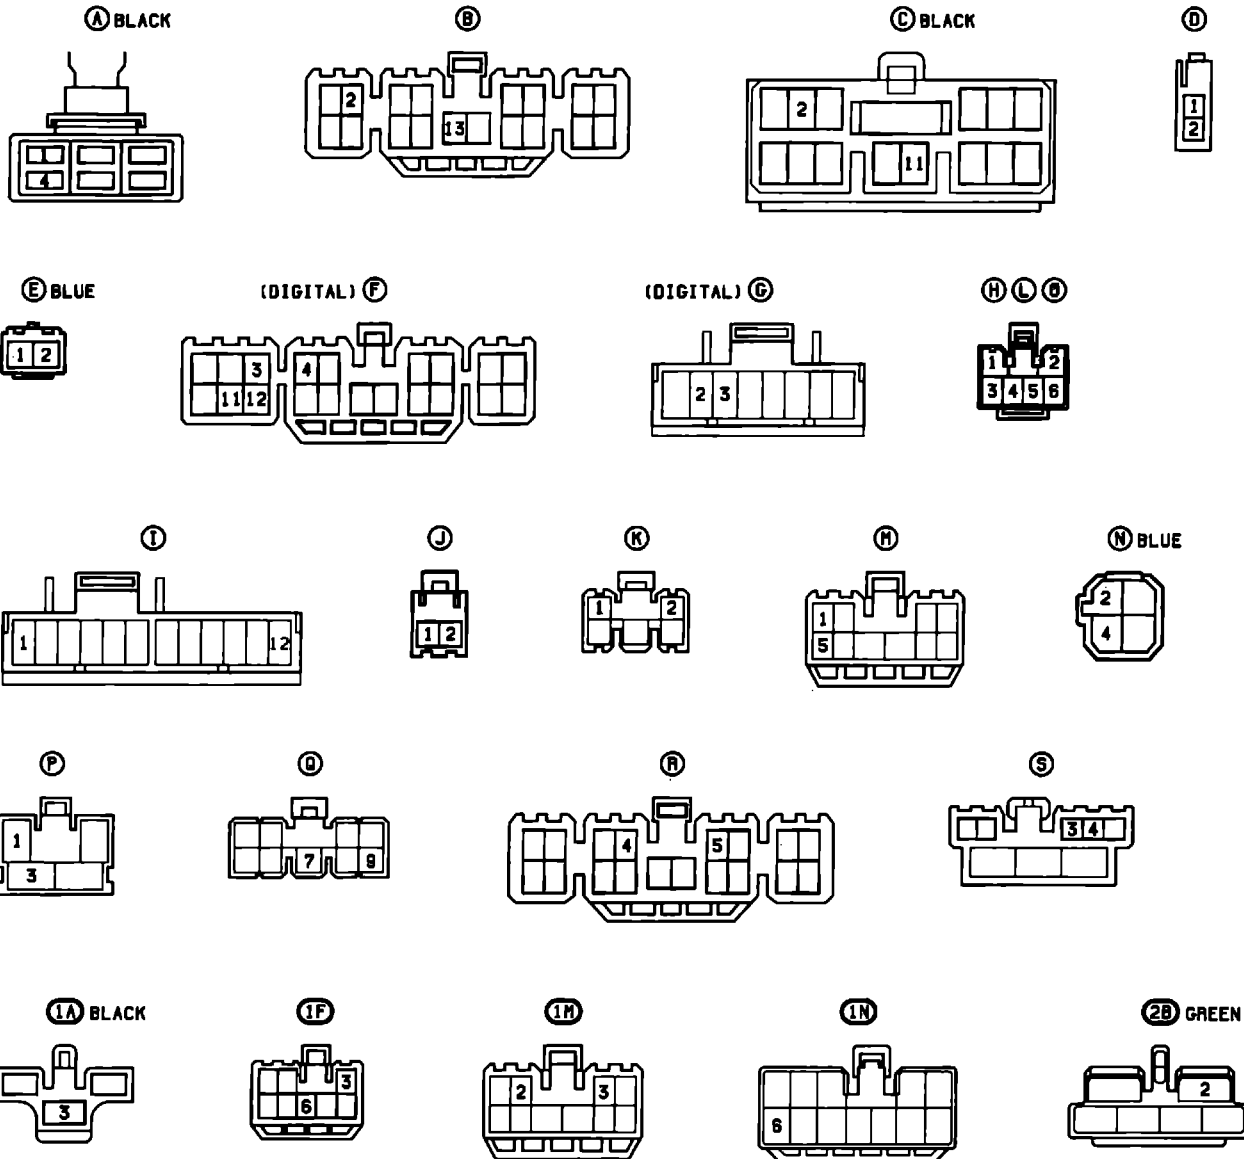 A BLACK
B
C BLACK
D
2
2
1
13
11
2
4
E BLUE
(DIGITAL) F
(DIGITAL) G
H L O
1 2
3 4
2 3
1 2
11 12
3 4 5 6
I
J
K
M
N BLUE
1 12
1 2
1 2
1
2
5
4
P
Q
R
S
1
4 5
3 4
3
7 9
1A BLACK
1F
1M
1N
2B GREEN
3
2 3
2
3
6
6